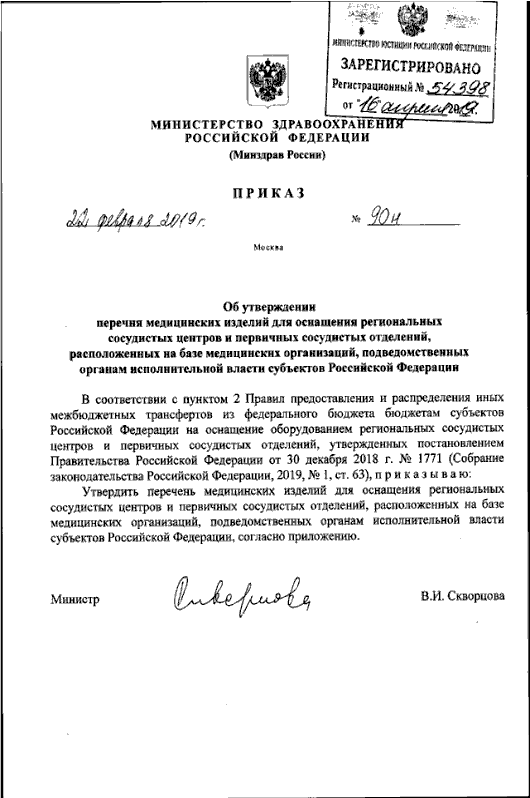 МИНИСТЕРСТВО ЮСТИЦИИ РОССИЙСКОЙ ФЕДЕРАЦИИ
ЗАРЕГИСТРИРОВАНО
Регистрационный № 54398
от "16 апреля 2019.
МИНИСТЕРСТВО ЗДРАВООХРАНЕНИЯ
РОССИЙСКОЙ ФЕДЕРАЦИИ
(Минздрав России)
ПРИКАЗ
22 февраля 2019г.
№ 90н
Москва
Об утверждении
перечня медицинских изделий для оснащения региональных
сосудистых центров и первичных сосудистых отделений,
расположенных на базе медицинских организаций, подведомственных
органам исполнительной власти субъектов Российской Федерации
В соответствии с пунктом 2 Правил предоставления и распределения иных
межбюджетных трансфертов из федерального бюджета бюджетам субъектов
Российской Федерации на оснащение оборудованием региональных сосудистых
центров и первичных сосудистых отделений, утвержденных постановлением
Правительства Российской Федерации от 30 декабря 2018 г. № 1771 (Собрание
законодательства Российской Федерации, 2019, № 1, ст. 63), п р и к а з ы в а ю:
Утвердить перечень медицинских изделий для оснащения региональных
сосудистых центров и первичных сосудистых отделений, расположенных на базе
медицинских организаций, подведомственных органам исполнительной власти
субъектов Российской Федерации, согласно приложению.
Министр
В.И. Скворцова